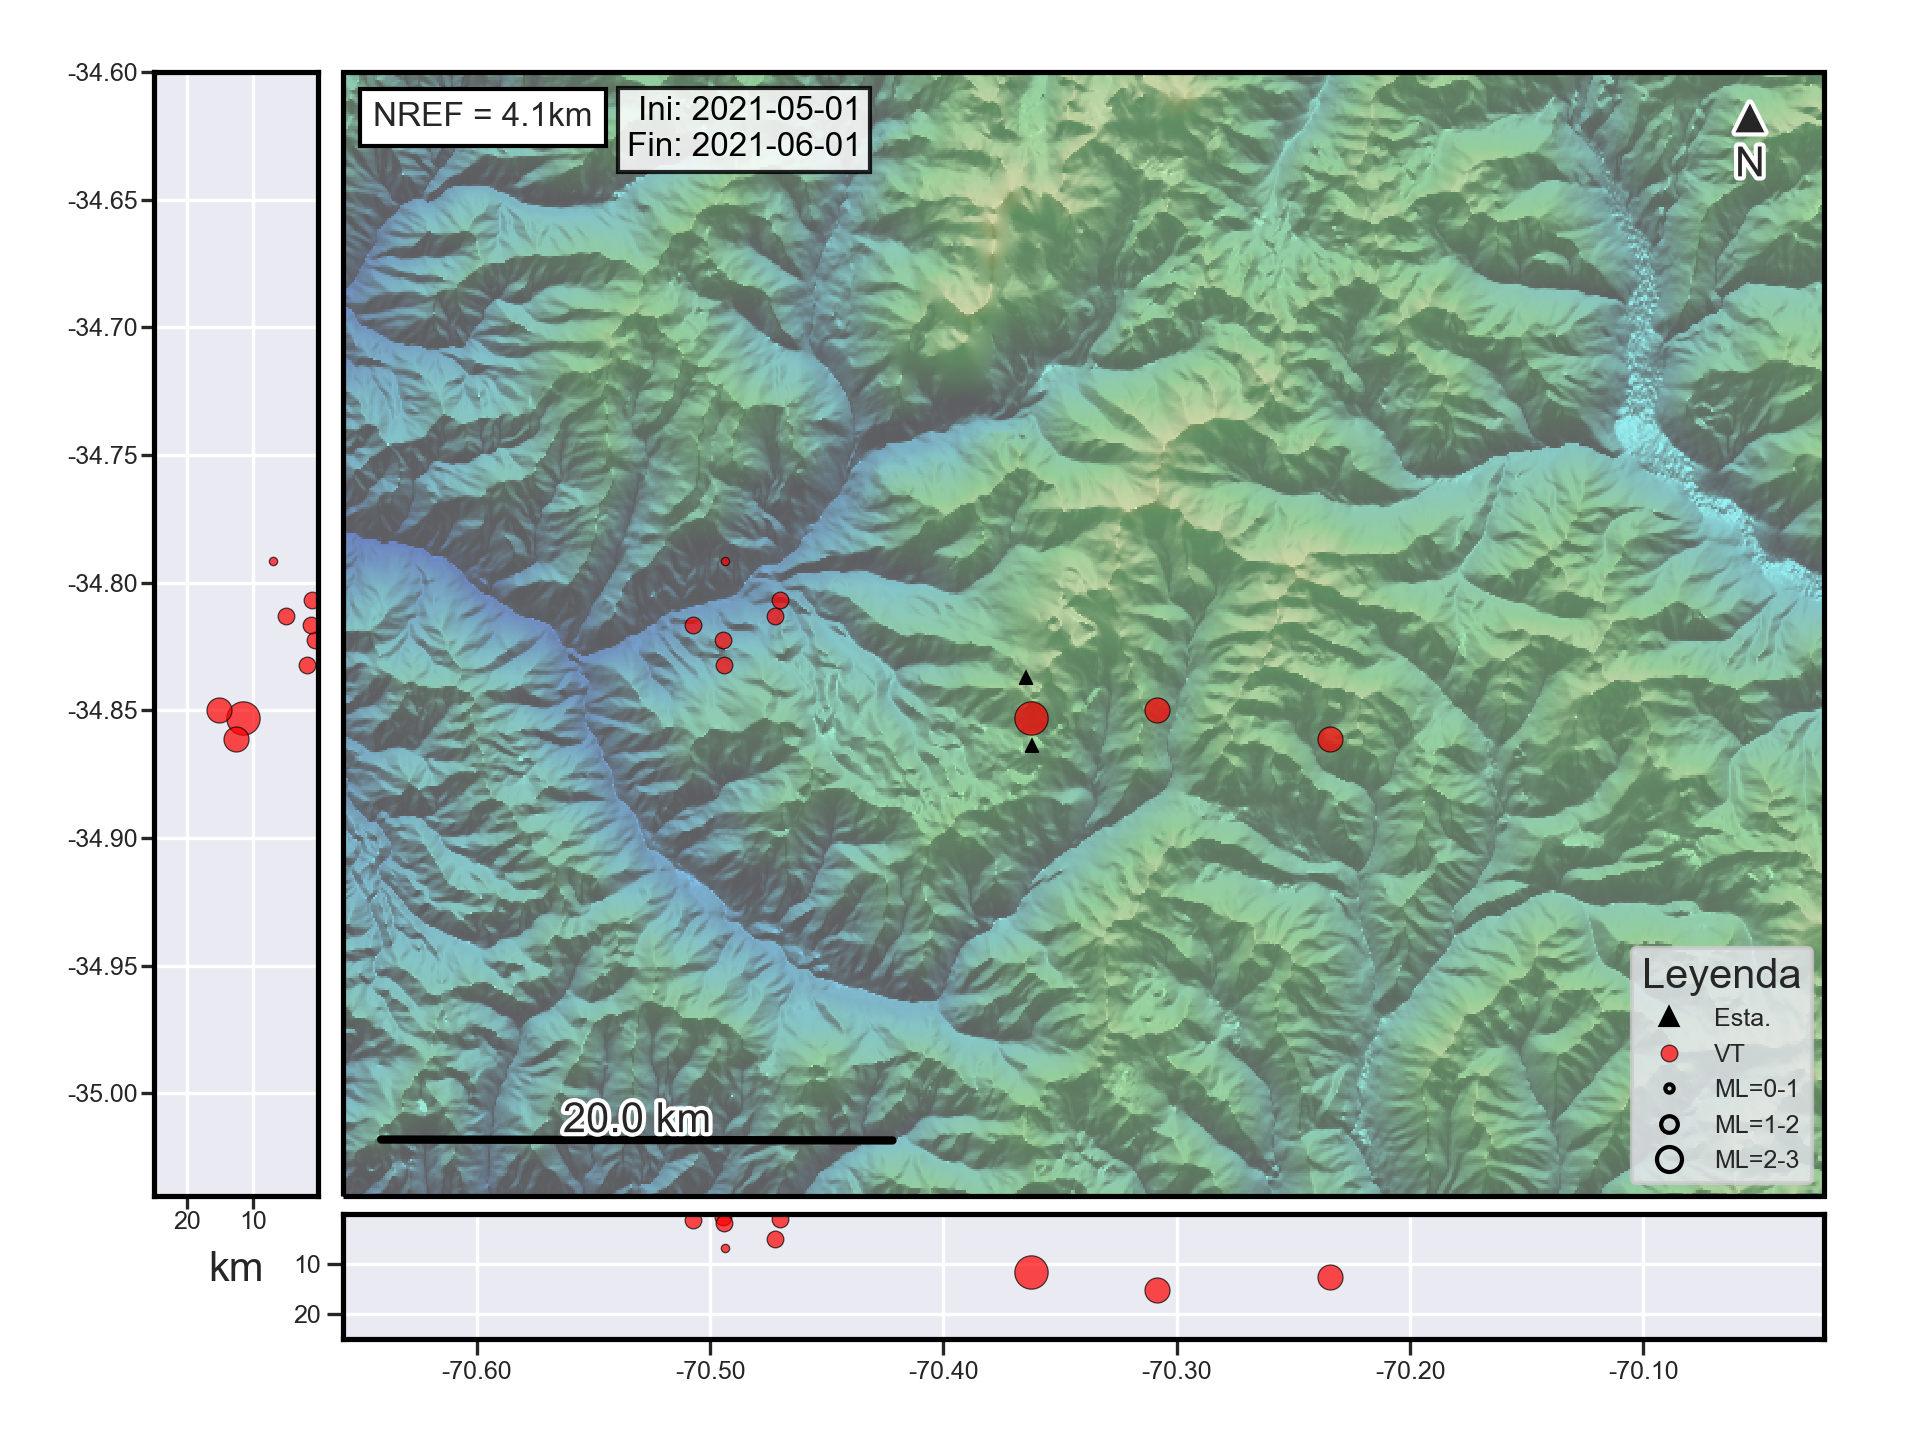 NREF = 4.1km
Ini: 2021-05-01
Fin: 2021-06-01
N
-34.60
-34.65
-34.70
-34.75
-34.80
-34.85
-34.90
-34.95
-35.00
20.0 km
Leyenda
Esta.
VT
ML=0-1
ML=1-2
ML=2-3
20 10
km
10
20
-70.60 -70.50 -70.40 -70.30 -70.20 -70.10